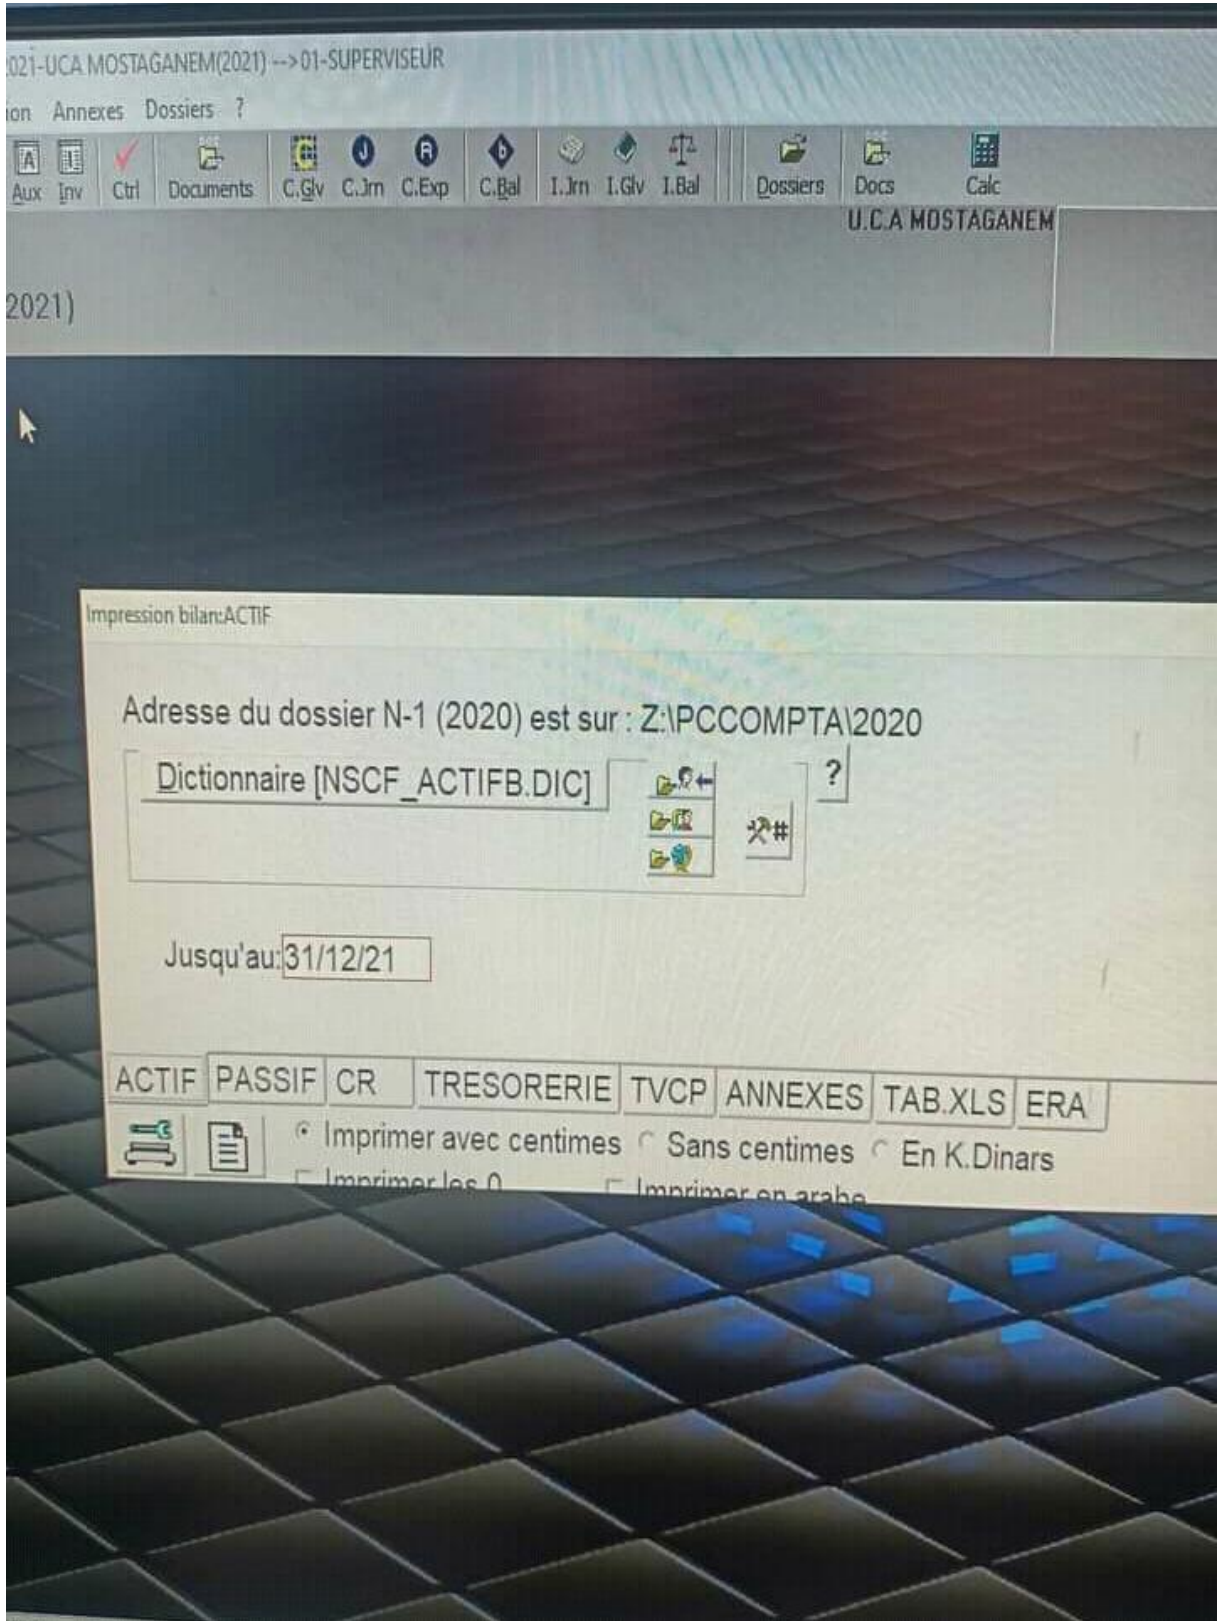 2021-UCA MOSTAGANEM(2021) -->01-SUPERVISEUR
ion Annexes Dossiers ?
Aux Inv Ctrl Documents C.Glv C.Jrn C.Exp C.Bal I.Jrn I.Glv I.Bal Dossiers Docs Calc
U.C.A MOSTAGANEM
2021)
Impression bilan:ACTIF
Adresse du dossier N-1 (2020) est sur : Z:\PCCOMPTA\2020
Dictionnaire [NSCF_ACTIFB.DIC] ?
Jusqu'au:31/12/21
ACTIF PASSIF CR TRESORERIE TVCP ANNEXES TAB.XLS ERA
Imprimer avec centimes Sans centimes En K.Dinars
Imprimer les 0 Imprimer en arabe